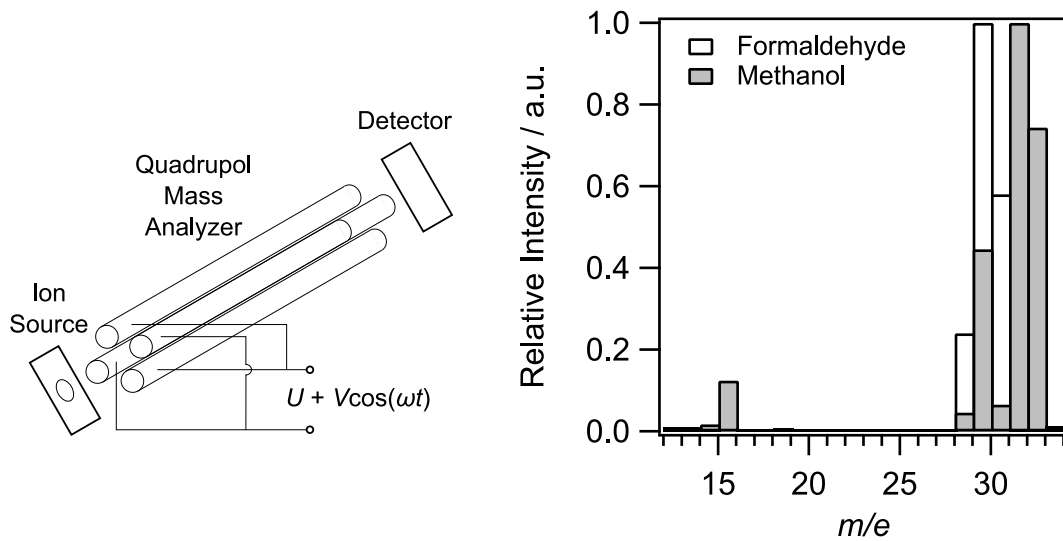 Detector
Quadrupol
Mass
Analyzer
Ion
Source
U + Vcos(ωt)
Relative Intensity / a.u.
1.0
0.8
0.6
0.4
0.2
0.0
Formaldehyde
Methanol
15
20
25
30
m/e